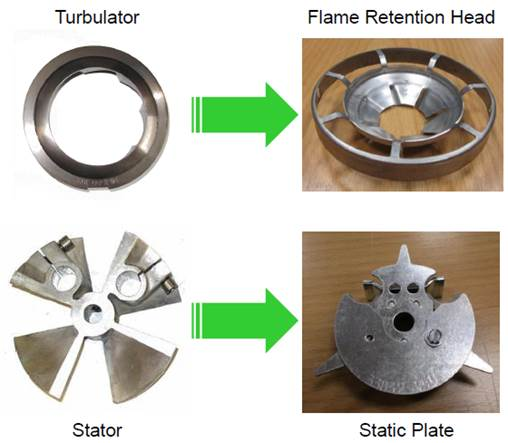 Turbulator
Flame Retention Head
Stator
Static Plate